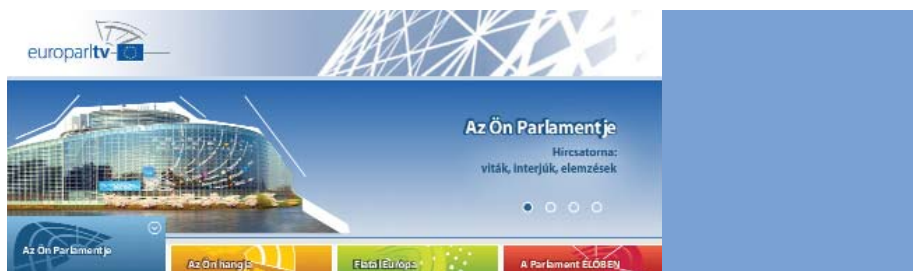 europarltv
Az Ön Parlamentje
Hírcsatorna:
viták, interjúk, elemzések
Az Ön Parlamentje
Az Ön hangja
Fiatal Európa
A Parlament ÉLŐBEN